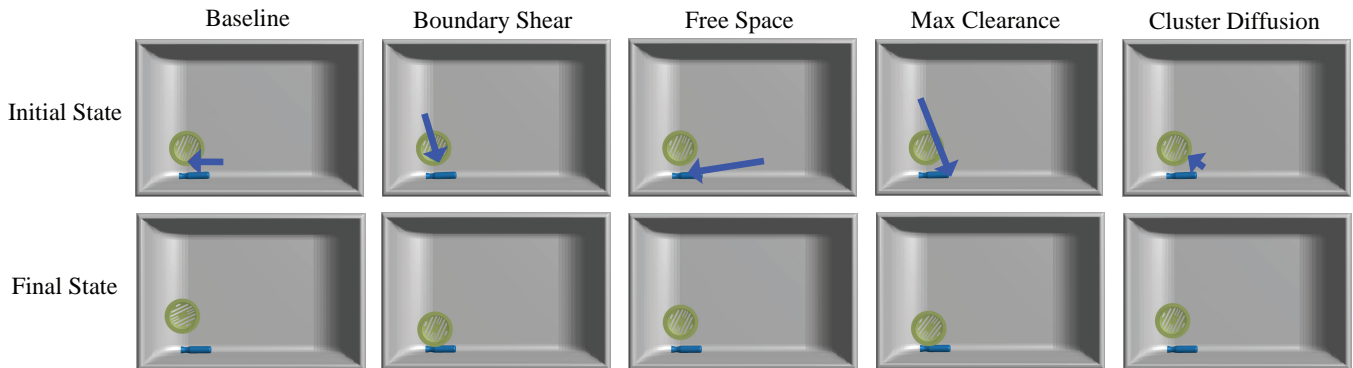 Baseline
Boundary Shear
Free Space
Max Clearance
Cluster Diffusion
Initial State
Final State